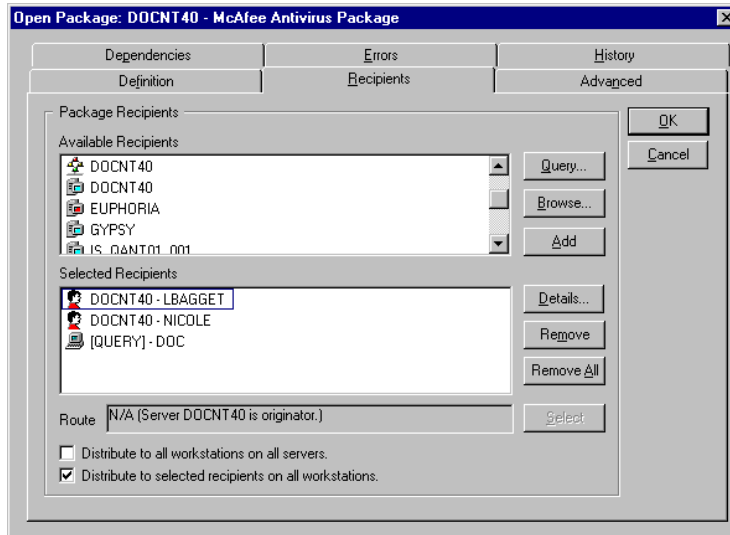 Open Package: DOCNT40 - McAfee Antivirus Package
Dependencies Errors History
Definition Recipients Advanced
Package Recipients
OK
Available Recipients
Cancel
DOCNT40
Query...
DOCNT40
EUPHORIA
Browse...
GYPSY
IS_QANT01_001
Add
Selected Recipients
DOCNT40 - LBAGGET
Details...
DOCNT40 - NICOLE
[QUERY] - DOC
Remove
Remove All
Route N/A (Server DOCNT40 is originator.) Select
Distribute to all workstations on all servers.
Distribute to selected recipients on all workstations.